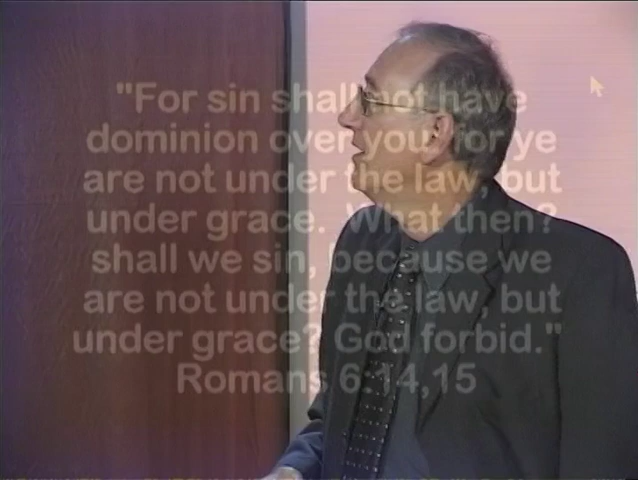 "For sin shall not have
dominion over you: for ye
are not under the law, but
under grace. What then?
shall we sin, because we
are not under the law, but
under grace? God forbid."
Romans 6:14,15